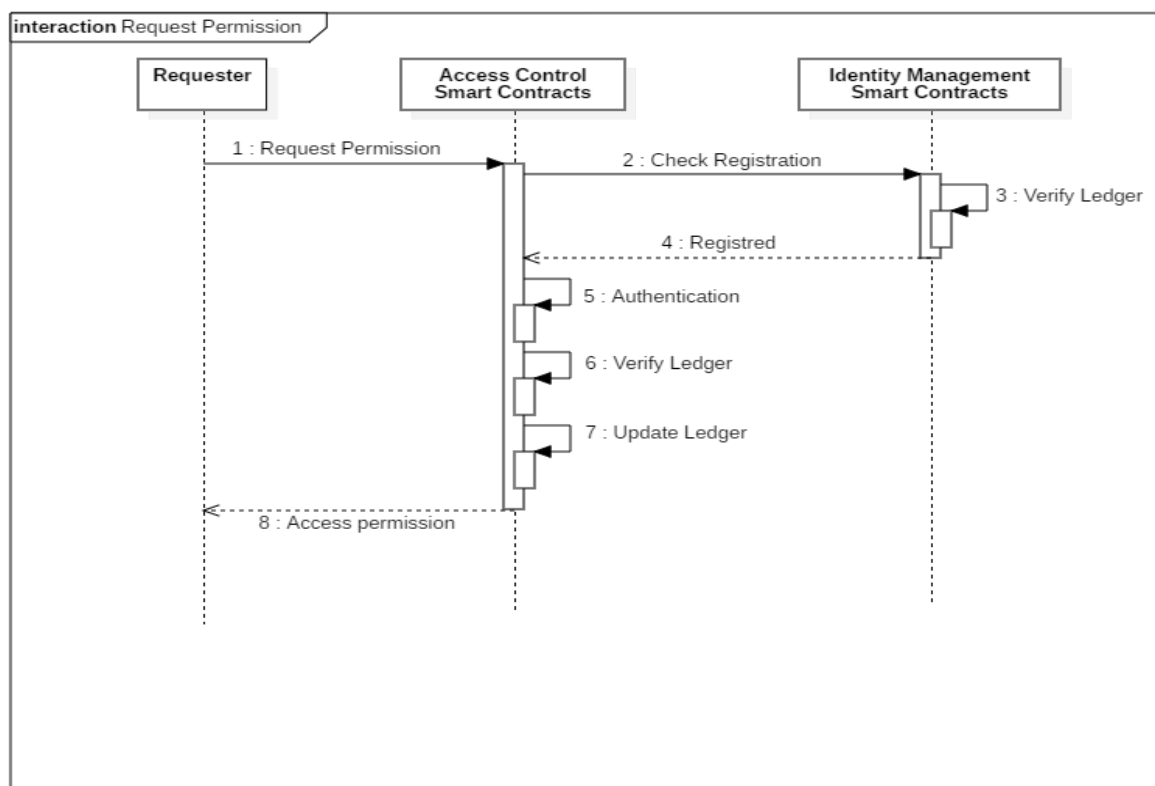 interaction Request Permission
Requester
Access Control
Smart Contracts
Identity Management
Smart Contracts
1 : Request Permission
2 : Check Registration
3 : Verify Ledger
4 : Registred
5 : Authentication
6 : Verify Ledger
7 : Update Ledger
8 : Access permission